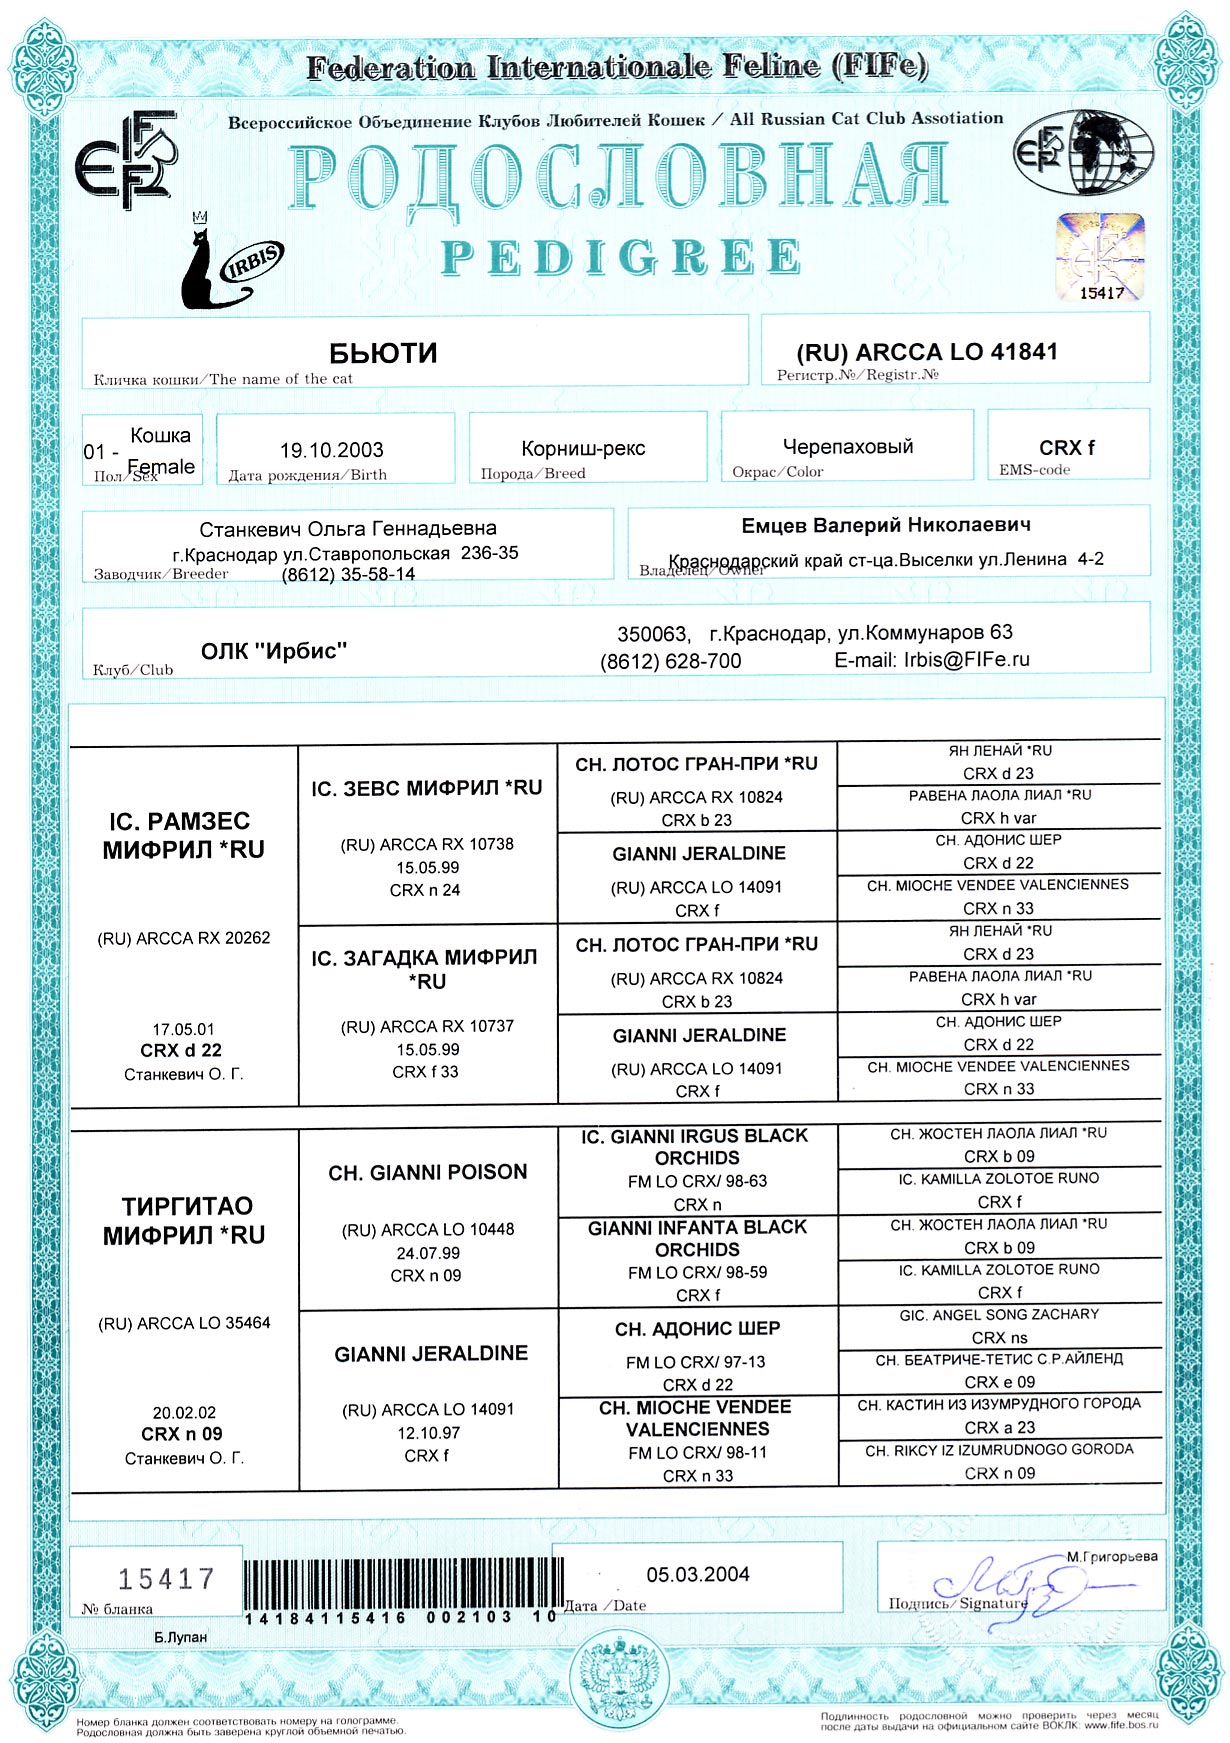 Federation Internationale Feline (FIFe)
Всероссийское Объединение Клубов Любителей Кошек / All Russian Cat Club Assotiation
РОДОСЛОВНАЯ
PEDIGREE
IRBIS
15417
БЬЮТИ
Кличка кошки/The name of the cat
(RU) ARCCA LO 41841
Регистр.№/Registr.№
01 - Кошка
Female
Пол/Sex
19.10.2003
Дата рождения/Birth
Корниш-рекс
Порода/Breed
Черепаховый
Окрас/Color
CRX f
EMS-code
Станкевич Ольга Геннадьевна
г.Краснодар ул.Ставропольская 236-35
Заводчик/Breeder (8612) 35-58-14
Емцев Валерий Николаевич
Краснодарский край ст-ца.Выселки ул.Ленина 4-2
Владелец/Owner
ОЛК "Ирбис"
Клуб/Club
350063, г.Краснодар, ул.Коммунаров 63
(8612) 628-700 E-mail: Irbis@FIFe.ru
IC. РАМЗЕС
МИФРИЛ *RU
(RU) ARCCA RX 20262
17.05.01
CRX d 22
Станкевич О. Г.
IC. ЗЕВС МИФРИЛ *RU
(RU) ARCCA RX 10738
15.05.99
CRX n 24
IC. ЗАГАДКА МИФРИЛ
*RU
(RU) ARCCA RX 10737
15.05.99
CRX f 33
CH. ЛОТОС ГРАН-ПРИ *RU
(RU) ARCCA RX 10824
CRX b 23
GIANNI JERALDINE
(RU) ARCCA LO 14091
CRX f
CH. ЛОТОС ГРАН-ПРИ *RU
(RU) ARCCA RX 10824
CRX b 23
GIANNI JERALDINE
(RU) ARCCA LO 14091
CRX f
ЯН ЛЕНАЙ *RU
CRX d 23
РАВЕНА ЛАОЛА ЛИАЛ *RU
CRX h var
CH. АДОНИС ШЕР
CRX d 22
CH. MIOCHE VENDEE VALENCIENNES
CRX n 33
ЯН ЛЕНАЙ *RU
CRX d 23
РАВЕНА ЛАОЛА ЛИАЛ *RU
CRX h var
CH. АДОНИС ШЕР
CRX d 22
CH. MIOCHE VENDEE VALENCIENNES
CRX n 33
ТИРГИТАО
МИФРИЛ *RU
(RU) ARCCA LO 35464
20.02.02
CRX n 09
Станкевич О. Г.
CH. GIANNI POISON
(RU) ARCCA LO 10448
24.07.99
CRX n 09
GIANNI JERALDINE
(RU) ARCCA LO 14091
12.10.97
CRX f
IC. GIANNI IRGUS BLACK
ORCHIDS
FM LO CRX/ 98-63
CRX n
GIANNI INFANTA BLACK
ORCHIDS
FM LO CRX/ 98-59
CRX f
CH. АДОНИС ШЕР
FM LO CRX/ 97-13
CRX d 22
CH. MIOCHE VENDEE
VALENCIENNES
FM LO CRX/ 98-11
CRX n 33
CH. ЖОСТЕН ЛАОЛА ЛИАЛ *RU
CRX b 09
IC. KAMILLA ZOLOTOE RUNO
CRX f
CH. ЖОСТЕН ЛАОЛА ЛИАЛ *RU
CRX b 09
IC. KAMILLA ZOLOTOE RUNO
CRX f
GIC. ANGEL SONG ZACHARY
CRX ns
CH. БЕАТРИЧЕ-ТЕТИС С.Р.АЙЛЕНД
CRX e 09
CH. КАСТИН ИЗ ИЗУМРУДНОГО ГОРОДА
CRX a 23
CH. RIKCY IZ IZUMRUDNOGO GORODA
CRX n 09
15417
№ бланка
14184115416 002103 10
05.03.2004
Дата /Date
М.Григорьева
Подпись/Signature
Б.Лупан
Номер бланка должен соответствовать номеру на голограмме.
Родословная должна быть заверена круглой объемной печатью.
Подлинность родословной можно проверить через месяц
после даты выдачи на официальном сайте ВОКЛК: www.fife.bos.ru